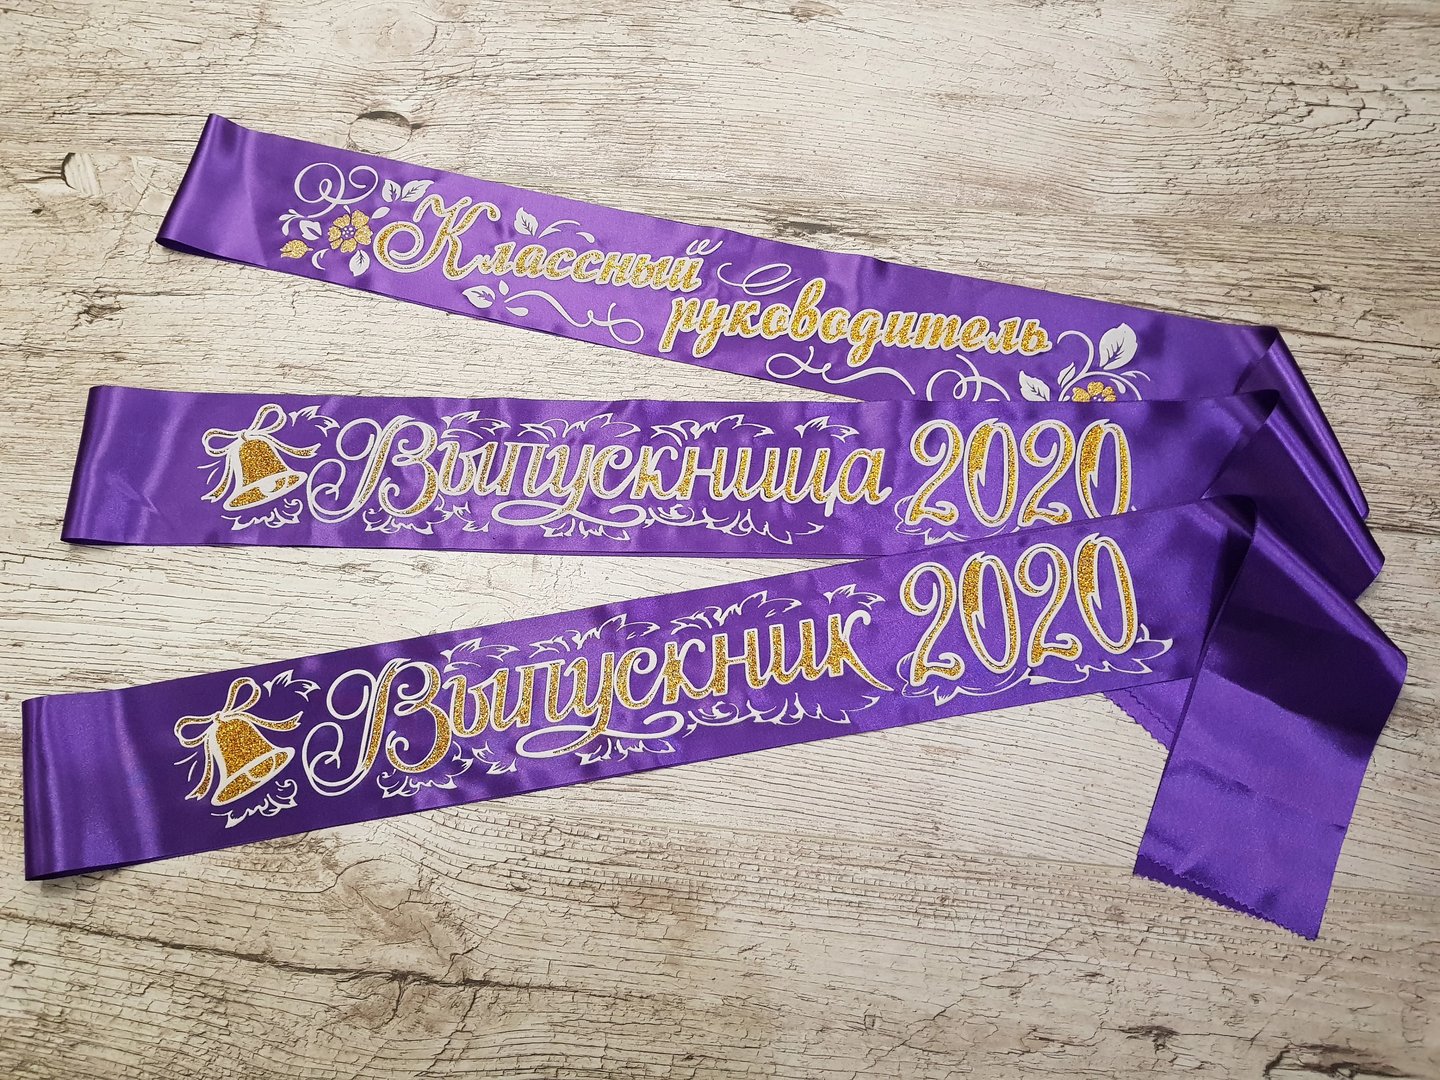 Классный
руководитель
Выпускница 2020
Выпускник 2020